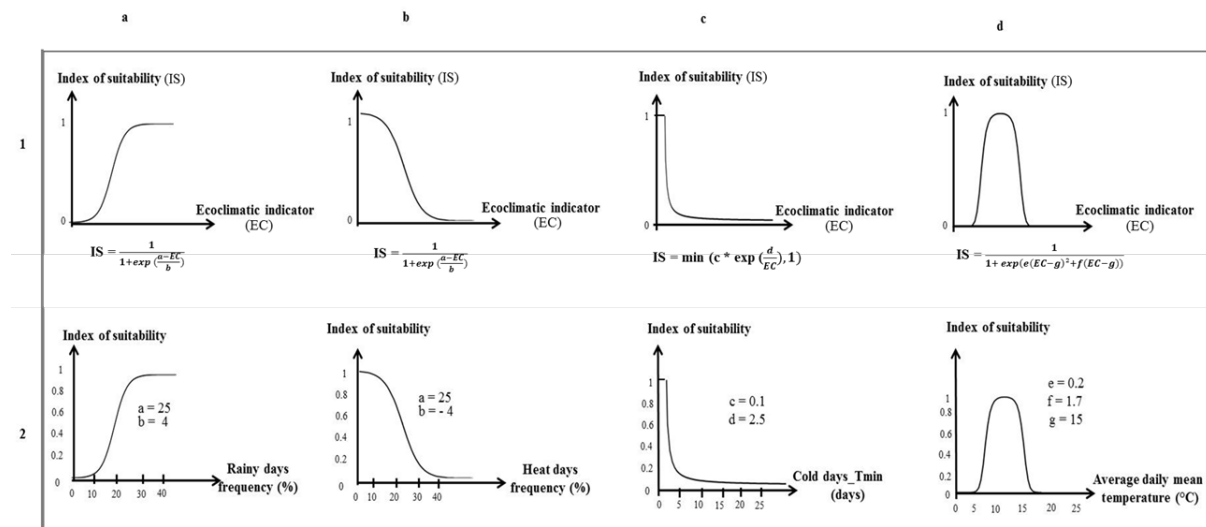 a b c d
1
Index of suitability (IS)
1
0
Ecoclimatic indicator
(EC)
IS = 1 / 1+exp (a−EC / b)
Index of suitability (IS)
1
0
Ecoclimatic indicator
(EC)
IS = 1 / 1+exp (a−EC / b)
Index of suitability (IS)
1
0
Ecoclimatic indicator
(EC)
IS = min (c * exp (d / EC), 1)
Index of suitability (IS)
1
0
Ecoclimatic indicator
(EC)
IS = 1 / 1+ exp(e(EC−g)²+f(EC−g))
2
Index of suitability
1
0.8
0.6
0.4
0.2
0 10 20 30 40
a = 25
b = 4
Rainy days
frequency (%)
Index of suitability
1
0.8
0.6
0.4
0.2
0 10 20 30 40
a = 25
b = - 4
Heat days
frequency (%)
Index of suitability
1
0.8
0.6
0.4
0.2
0
0 5 10 15 20 25
c = 0.1
d = 2.5
Cold days_Tmin
(days)
Index of suitability
1
0.8
0.6
0.4
0.2
0
0 5 10 15 20 25
e = 0.2
f = 1.7
g = 15
Average daily mean
temperature (°C)